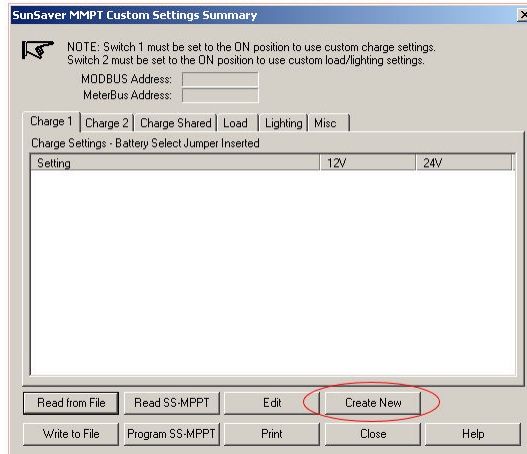 SunSaver MMPT Custom Settings Summary
NOTE: Switch 1 must be set to the ON position to use custom charge settings.
Switch 2 must be set to the ON position to use custom load/lighting settings.
MODBUS Address:
MeterBus Address:
Charge 1 Charge 2 Charge Shared Load Lighting Misc
Charge Settings - Battery Select Jumper Inserted
Setting 12V 24V
Read from File Read SS-MPPT Edit Create New
Write to File Program SS-MPPT Print Close Help